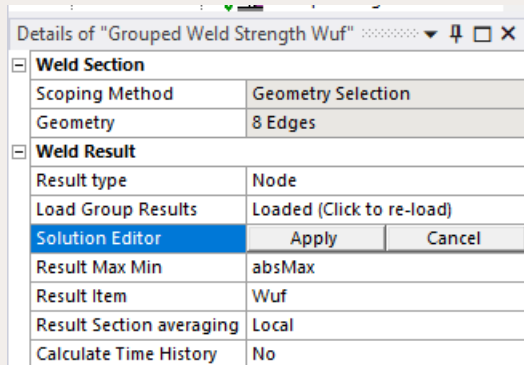 Details of "Grouped Weld Strength Wuf"
Weld Section
Scoping Method Geometry Selection
Geometry 8 Edges
Weld Result
Result type Node
Load Group Results Loaded (Click to re-load)
Solution Editor Apply Cancel
Result Max Min absMax
Result Item Wuf
Result Section averaging Local
Calculate Time History No